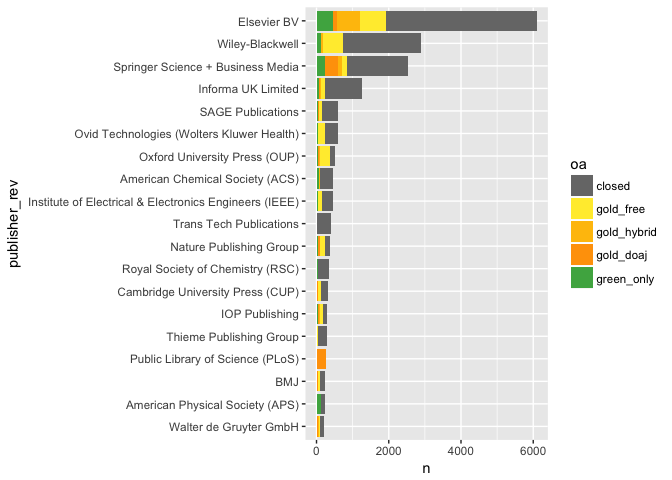 Elsevier BV
Wiley-Blackwell
Springer Science + Business Media
Informa UK Limited
SAGE Publications
Ovid Technologies (Wolters Kluwer Health)
Oxford University Press (OUP)
American Chemical Society (ACS)
Institute of Electrical & Electronics Engineers (IEEE)
Trans Tech Publications
Nature Publishing Group
Royal Society of Chemistry (RSC)
Cambridge University Press (CUP)
IOP Publishing
Thieme Publishing Group
Public Library of Science (PLoS)
BMJ
American Physical Society (APS)
Walter de Gruyter GmbH
publisher_rev
0 2000 4000 6000
n
oa
closed
gold_free
gold_hybrid
gold_doaj
green_only